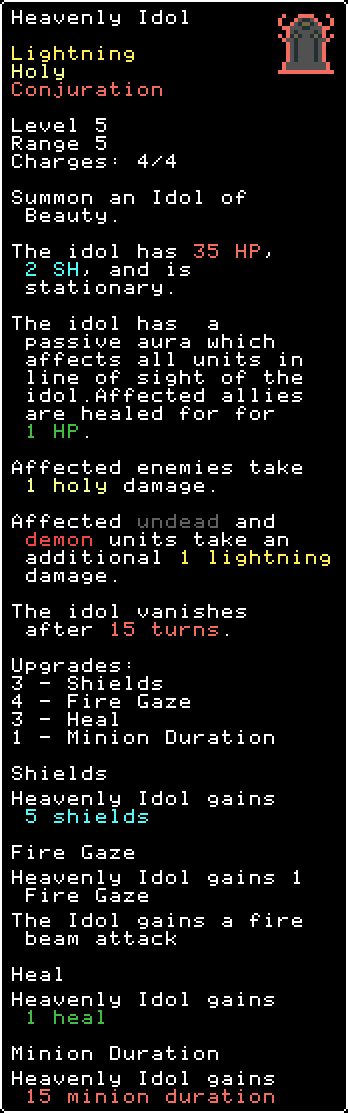 Heavenly Idol
Lightning
Holy
Conjuration
Level 5
Range 5
Charges: 4/4
Summon an Idol of
Beauty.
The idol has 35 HP,
2 SH, and is
stationary.
The idol has  a
passive aura which
affects all units in
line of sight of the
idol.Affected allies
are healed for for
1 HP.
Affected enemies take
1 holy damage.
Affected undead and
demon units take an
additional 1 lightning
damage.
The idol vanishes
after 15 turns.
Upgrades:
3 - Shields
4 - Fire Gaze
3 - Heal
1 - Minion Duration
Shields
Heavenly Idol gains
5 shields
Fire Gaze
Heavenly Idol gains 1
Fire Gaze
The Idol gains a fire
beam attack
Heal
Heavenly Idol gains
1 heal
Minion Duration
Heavenly Idol gains
15 minion duration